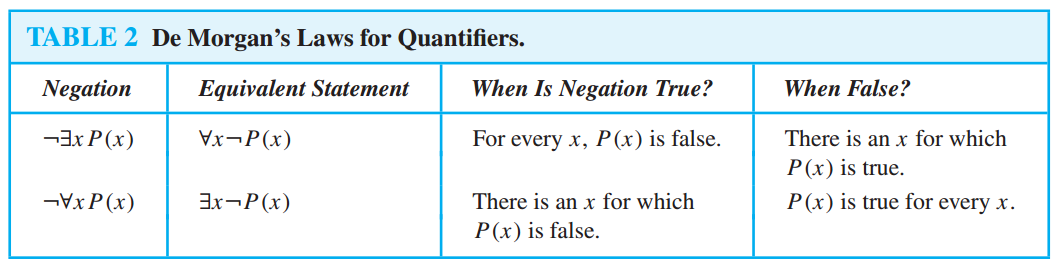 TABLE 2 De Morgan’s Laws for Quantifiers.
Negation Equivalent Statement When Is Negation True? When False?
¬∃x P(x) ∀x¬P(x) For every x, P(x) is false. There is an x for which
P(x) is true.
¬∀x P(x) ∃x¬P(x) There is an x for which P(x) is true for every x.
P(x) is false.